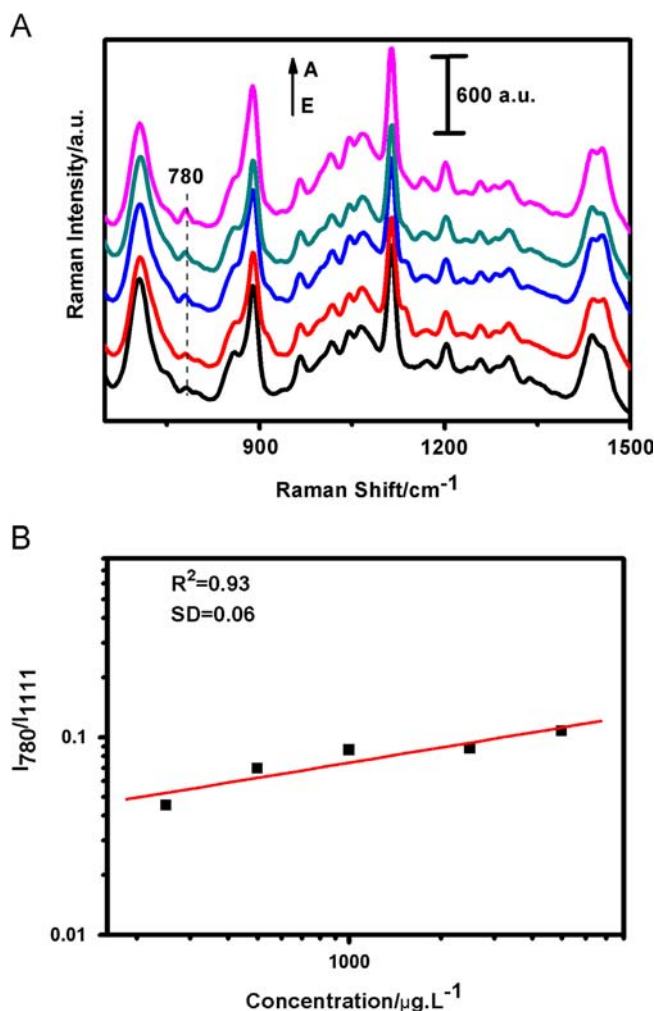 A
A
E
600 a.u.
780
Raman Intensity/a.u.
900
1200
1500
Raman Shift/cm-1
B
R2=0.93
SD=0.06
I780/I1111
0.1
0.01
1000
Concentration/µg.L-1